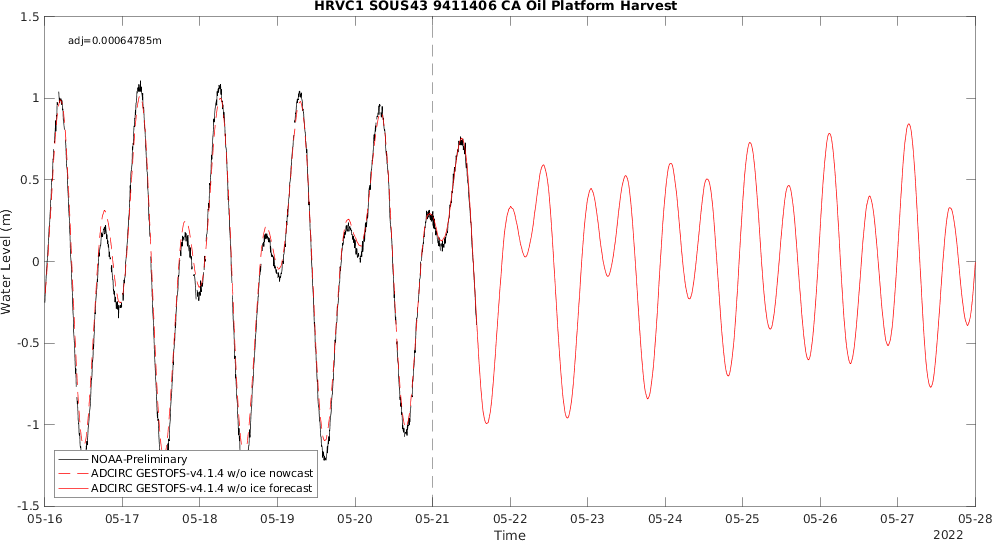 HRVC1 SOUS43 9411406 CA Oil Platform Harvest
adj=0.00064785m
Water Level (m)
1.5
1
0.5
0
-0.5
-1
-1.5
NOAA-Preliminary
ADCIRC GESTOFS-v4.1.4 w/o ice nowcast
ADCIRC GESTOFS-v4.1.4 w/o ice forecast
05-16 05-17 05-18 05-19 05-20 05-21 05-22 05-23 05-24 05-25 05-26 05-27 05-28
Time
2022